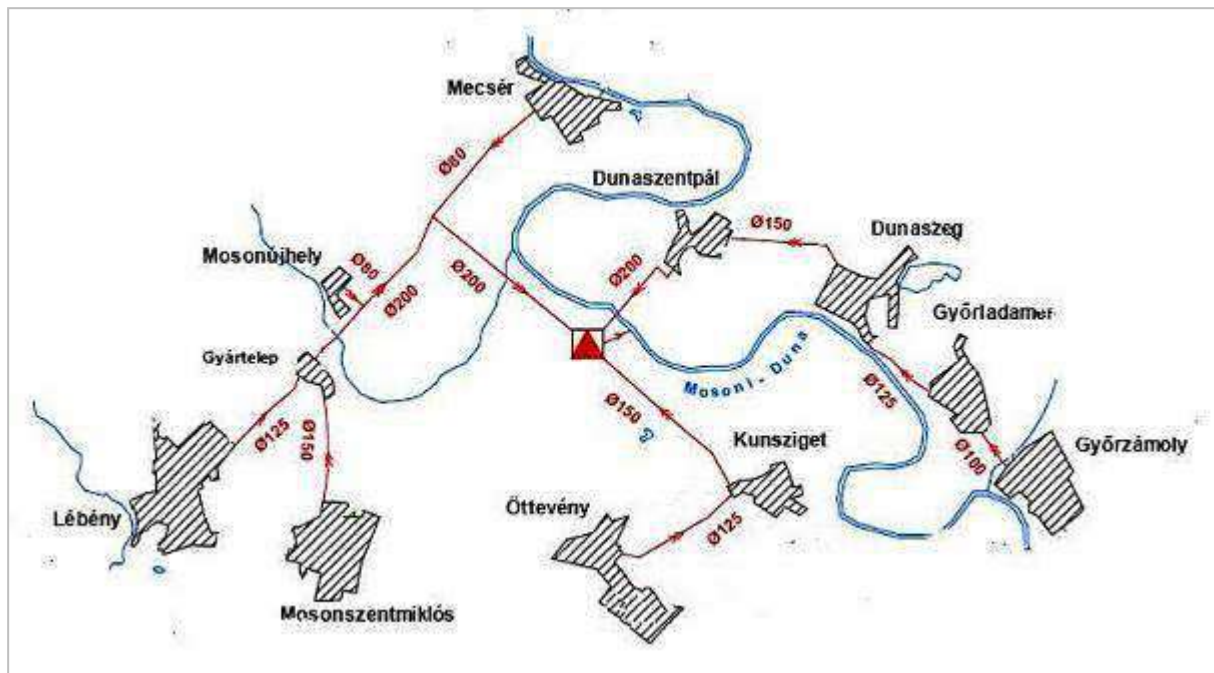 Mecsér
Ø80
Dunaszentpál
Ø150
Dunaszeg
Mosonújhely
Ø80
Ø200
Ø200
Ø200
Győrladamér
Gyártelep
Mosoni - Duna
Ø125
Ø150
Ø125
Ø150
Kunsziget
Ø100
Győrzámoly
Lébény
Öttevény
Ø125
Mosonszentmiklós